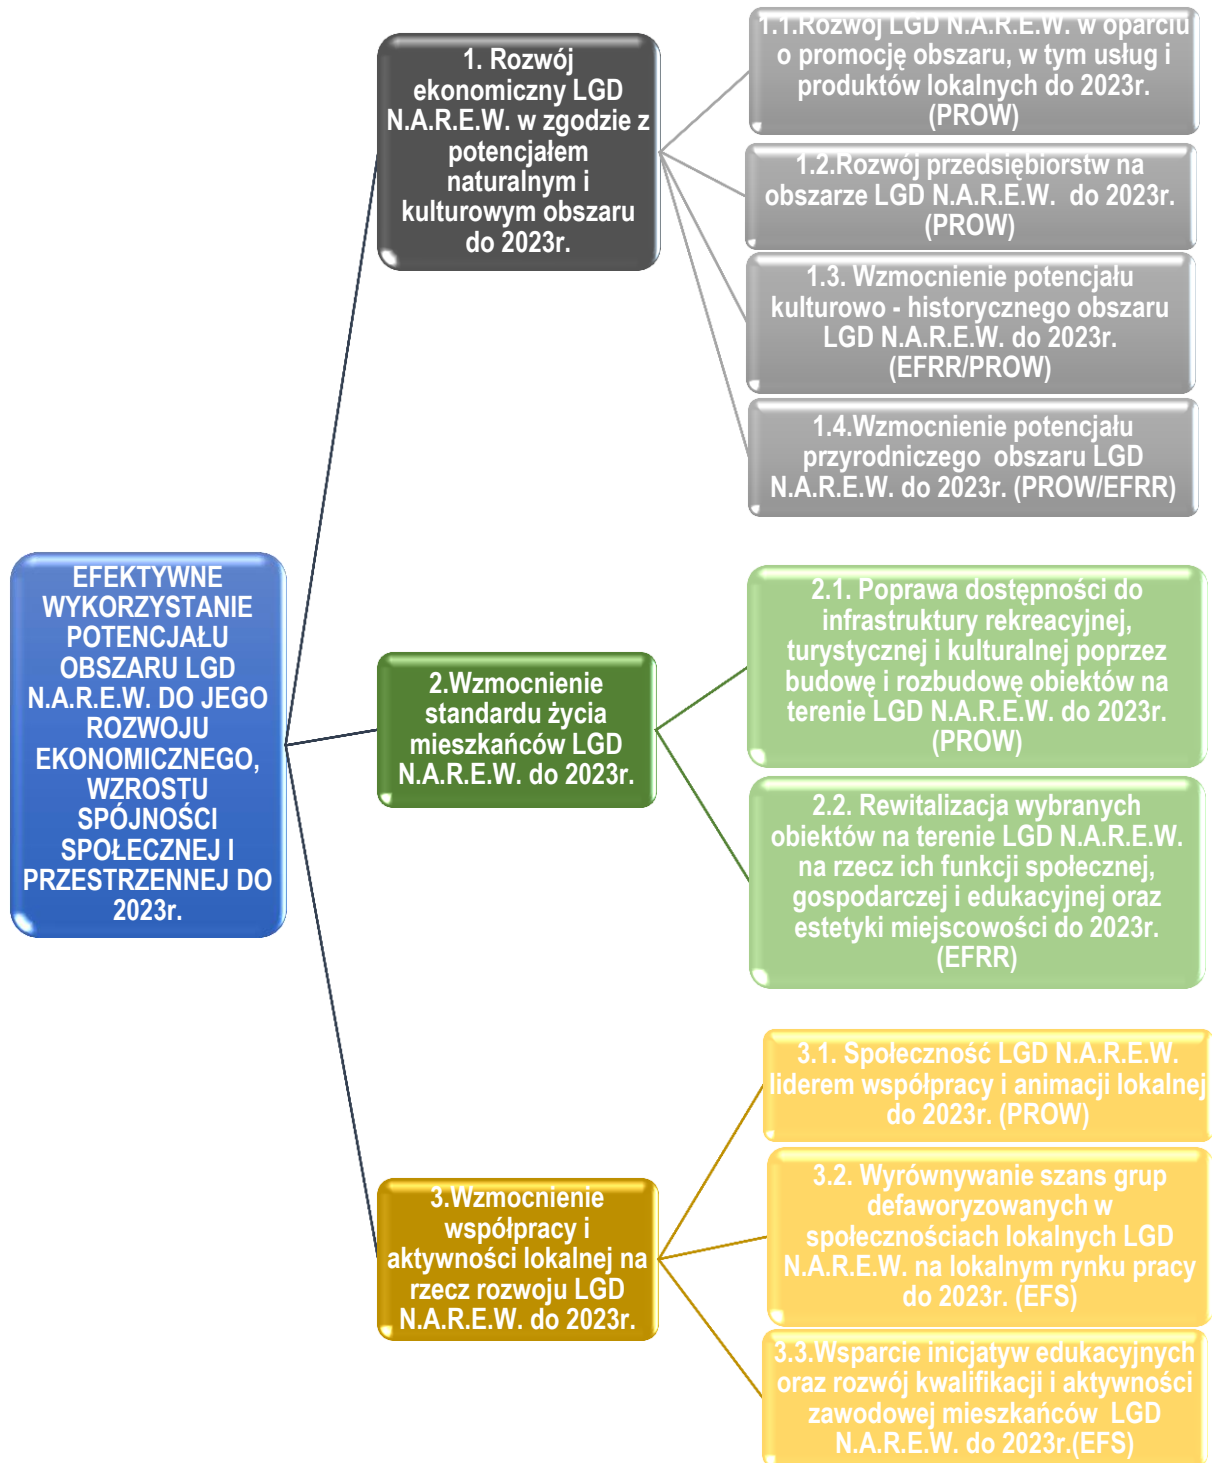 EFEKTYWNE
WYKORZYSTANIE
POTENCJAŁU
OBSZARU LGD
N.A.R.E.W. DO JEGO
ROZWOJU
EKONOMICZNEGO,
WZROSTU
SPÓJNOŚCI
SPOŁECZNEJ I
PRZESTRZENNEJ DO
2023r.
1. Rozwój
ekonomiczny LGD
N.A.R.E.W. w zgodzie z
potencjałem
naturalnym i
kulturowym obszaru
do 2023r.
1.1.Rozwój LGD N.A.R.E.W. w oparciu
o promocję obszaru, w tym usług i
produktów lokalnych do 2023r.
(PROW)
1.2.Rozwój przedsiębiorstw na
obszarze LGD N.A.R.E.W. do 2023r.
(PROW)
1.3. Wzmocnienie potencjału
kulturowo - historycznego obszaru
LGD N.A.R.E.W. do 2023r.
(EFRR/PROW)
1.4.Wzmocnienie potencjału
przyrodniczego obszaru LGD
N.A.R.E.W. do 2023r. (PROW/EFRR)
2.Wzmocnienie
standardu życia
mieszkańców LGD
N.A.R.E.W. do 2023r.
2.1. Poprawa dostępności do
infrastruktury rekreacyjnej,
turystycznej i kulturalnej poprzez
budowę i rozbudowę obiektów na
terenie LGD N.A.R.E.W. do 2023r.
(PROW)
2.2. Rewitalizacja wybranych
obiektów na terenie LGD N.A.R.E.W.
na rzecz ich funkcji społecznej,
gospodarczej i edukacyjnej oraz
estetyki miejscowości do 2023r.
(EFRR)
3.Wzmocnienie
współpracy i
aktywności lokalnej na
rzecz rozwoju LGD
N.A.R.E.W. do 2023r.
3.1. Społeczność LGD N.A.R.E.W.
liderem współpracy i animacji lokalnej
do 2023r. (PROW)
3.2. Wyrównywanie szans grup
defaworyzowanych w
społecznościach lokalnych LGD
N.A.R.E.W. na lokalnym rynku pracy
do 2023r. (EFS)
3.3.Wsparcie inicjatyw edukacyjnych
oraz rozwój kwalifikacji i aktywności
zawodowej mieszkańców LGD
N.A.R.E.W. do 2023r.(EFS)